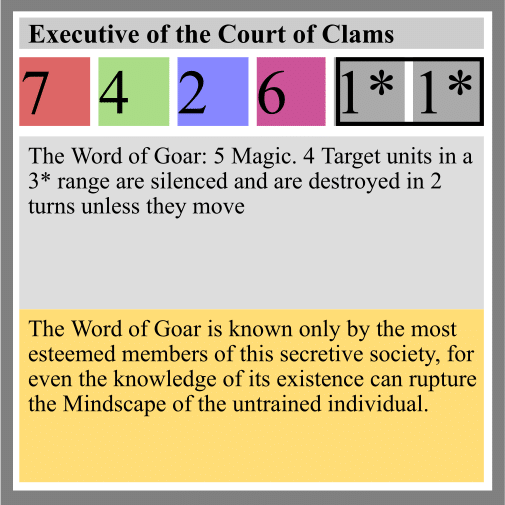 Executive of the Court of Clams
7 4 2 6 1* 1*
The Word of Goar: 5 Magic. 4 Target units in a
3* range are silenced and are destroyed in 2
turns unless they move
The Word of Goar is known only by the most
esteemed members of this secretive society, for
even the knowledge of its existence can rupture
the Mindscape of the untrained individual.